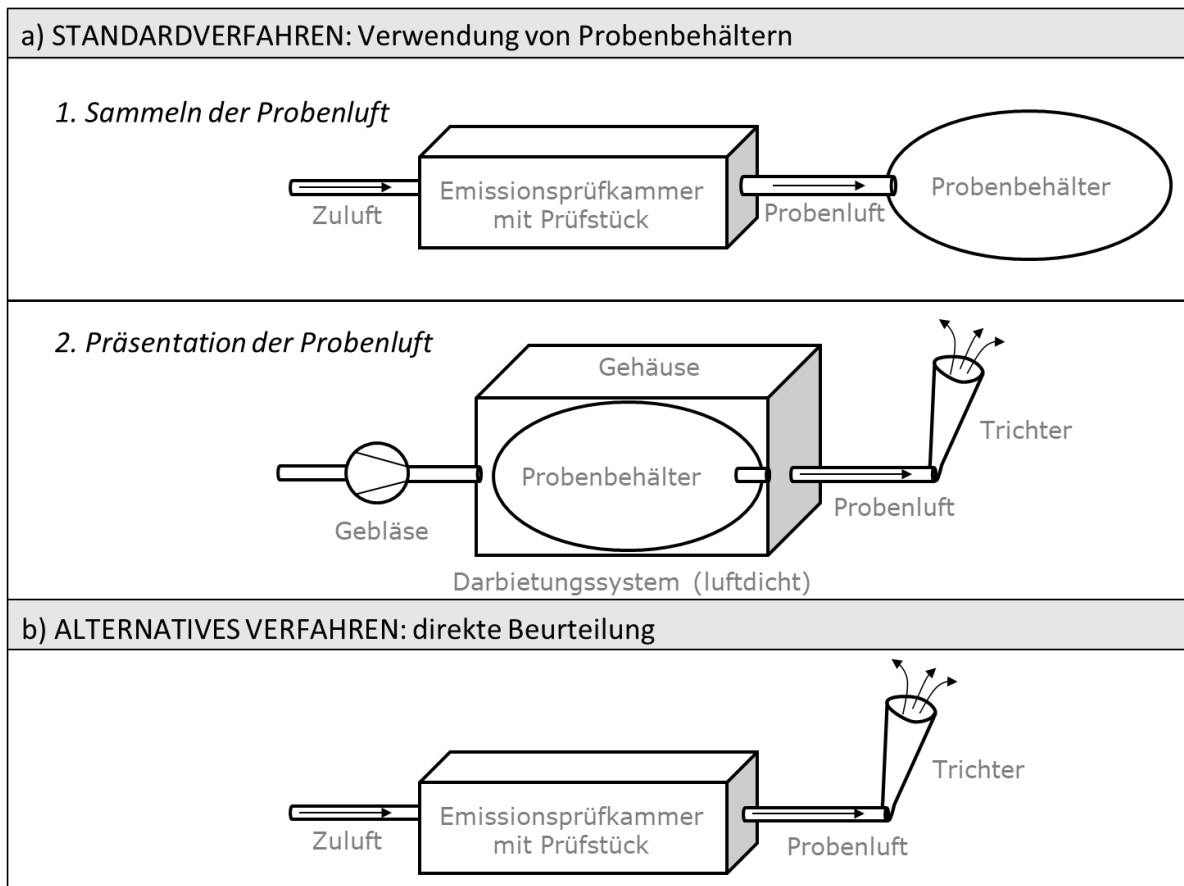 a) STANDARDVERFAHREN: Verwendung von Probenbehältern
1. Sammeln der Probenluft
Zuluft
Emissionsprüfkammer
mit Prüfstück
Probenluft
Probenbehälter
2. Präsentation der Probenluft
Gebläse
Gehäuse
Probenbehälter
Darbietungssystem (luftdicht)
Probenluft
Trichter
b) ALTERNATIVES VERFAHREN: direkte Beurteilung
Zuluft
Emissionsprüfkammer
mit Prüfstück
Probenluft
Trichter